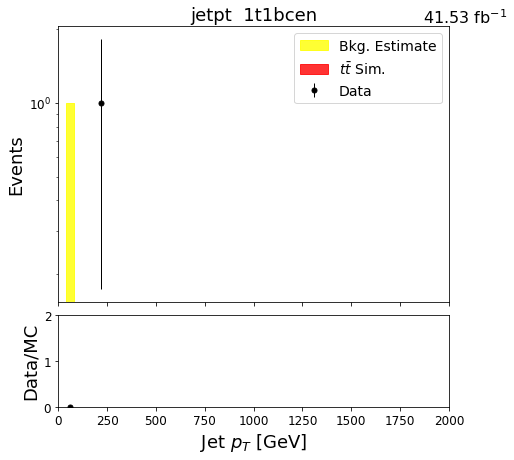 jetpt 1t1bcen
41.53 fb⁻¹
Bkg. Estimate
tt̄ Sim.
Data
10⁰
Events
2
1
0
Data/MC
0 250 500 750 1000 1250 1500 1750 2000
Jet p_T [GeV]